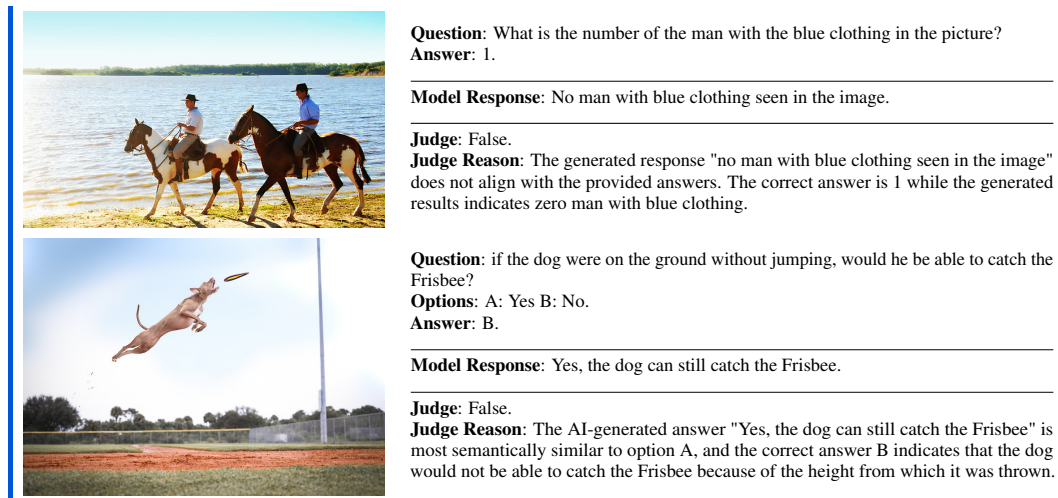 Question: What is the number of the man with the blue clothing in the picture?
Answer: 1.
Model Response: No man with blue clothing seen in the image.
Judge: False.
Judge Reason: The generated response "no man with blue clothing seen in the image"
does not align with the provided answers. The correct answer is 1 while the generated
results indicates zero man with blue clothing.
Question: if the dog were on the ground without jumping, would he be able to catch the
Frisbee?
Options: A: Yes B: No.
Answer: B.
Model Response: Yes, the dog can still catch the Frisbee.
Judge: False.
Judge Reason: The AI-generated answer "Yes, the dog can still catch the Frisbee" is
most semantically similar to option A, and the correct answer B indicates that the dog
would not be able to catch the Frisbee because of the height from which it was thrown.